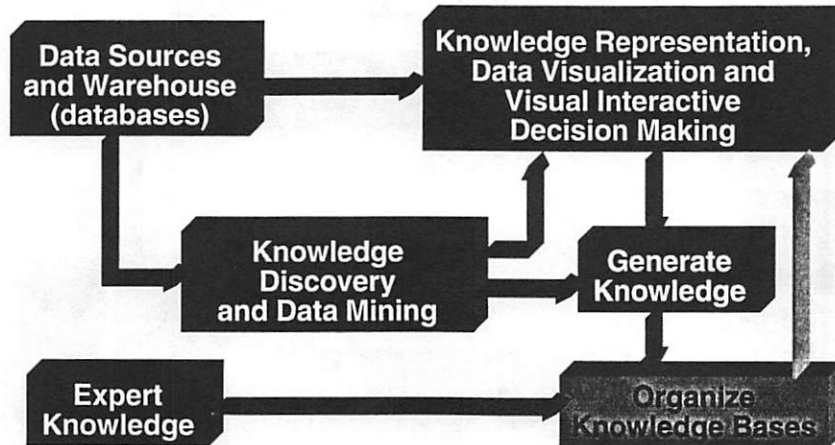 Data Sources
and Warehouse
(databases)
Knowledge Representation,
Data Visualization and
Visual Interactive
Decision Making
Knowledge
Discovery
and Data Mining
Generate
Knowledge
Expert
Knowledge
Organize
Knowledge Bases